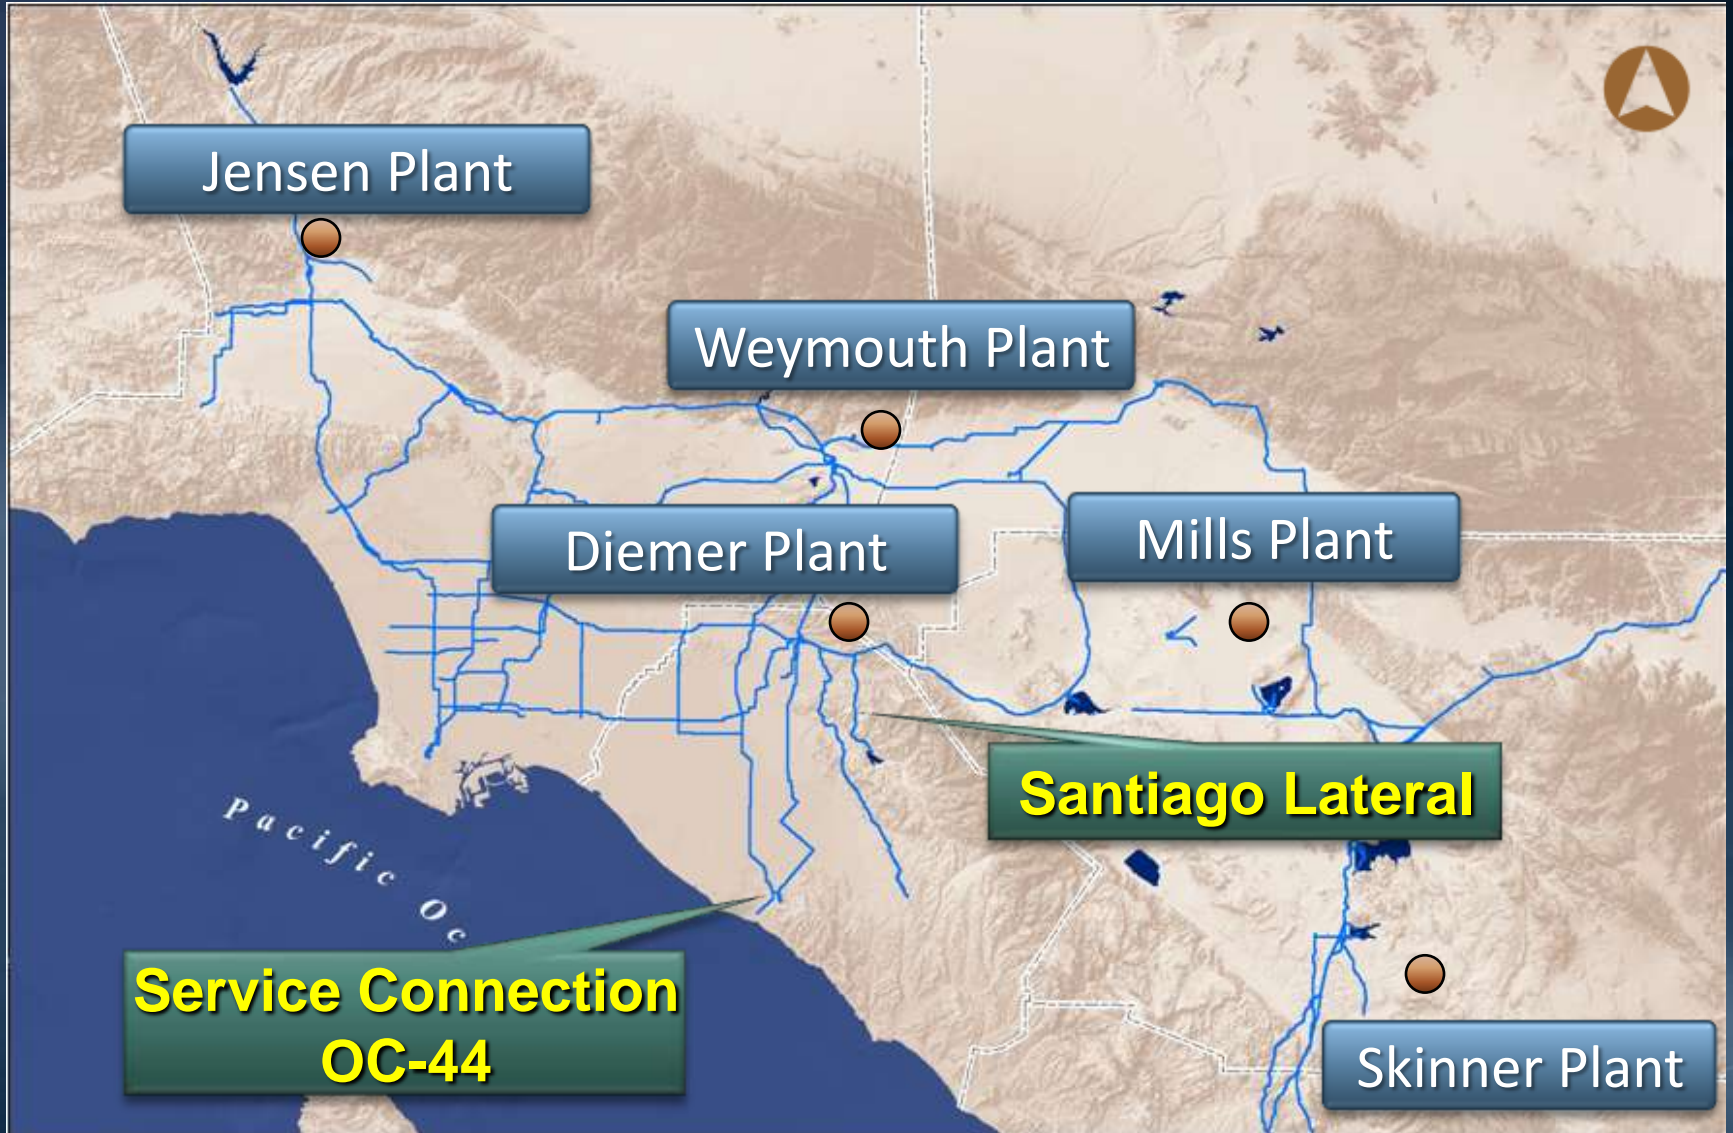 Jensen Plant
Weymouth Plant
Diemer Plant
Mills Plant
Santiago Lateral
Pacific Oc
Service Connection
OC-44
Skinner Plant